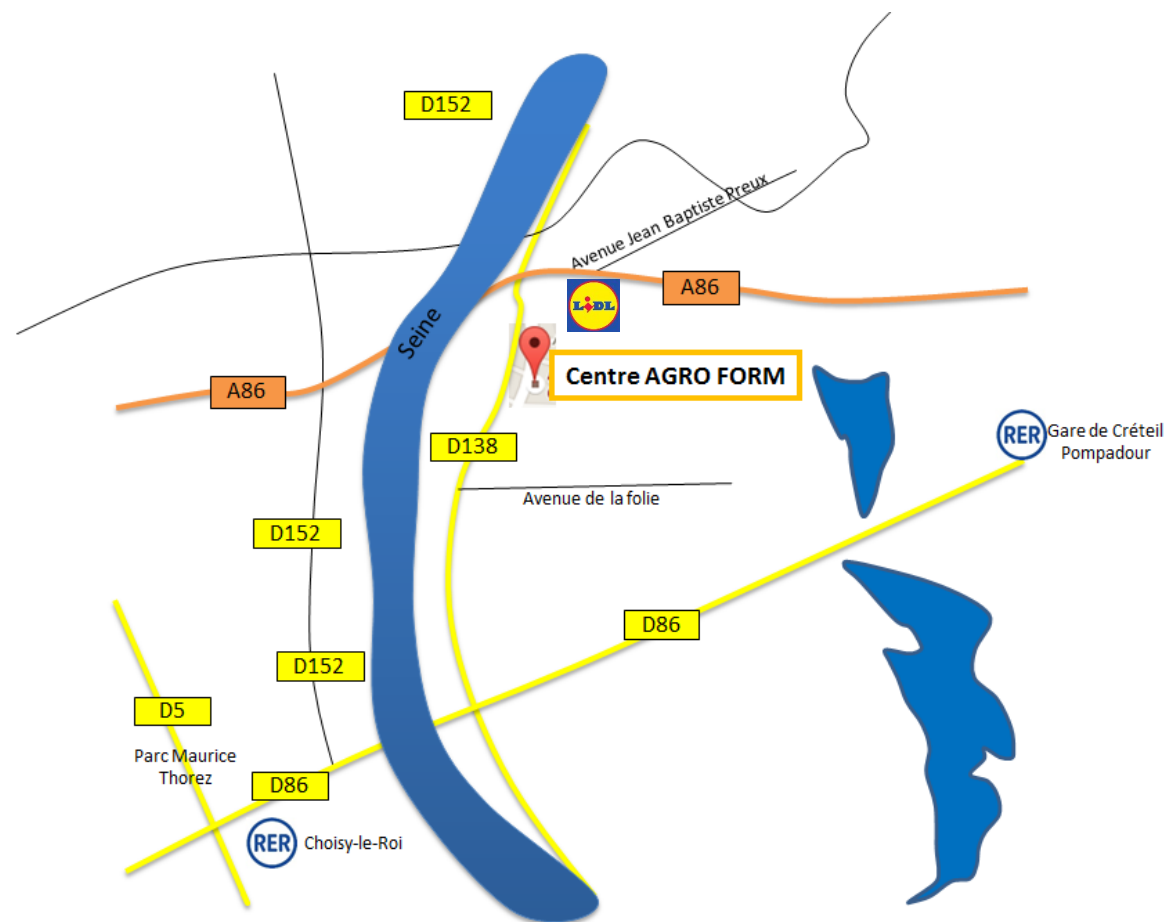 D152
Avenue Jean Baptiste Preux
A86
LIDL
Seine
Centre AGRO FORM
A86
Gare de Créteil
Pompadour
D138
Avenue de la folie
D152
D86
D152
D5
Parc Maurice
Thorez
D86
RER
Choisy-le-Roi
RER